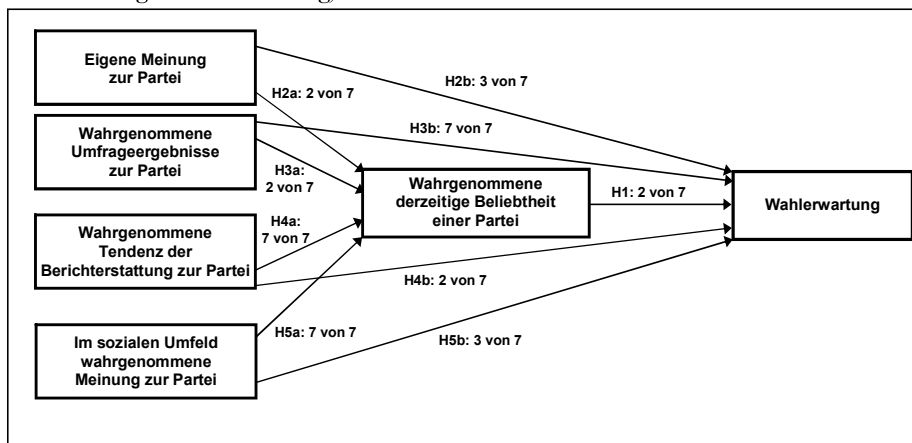 Eigene Meinung
zur Partei
H2b: 3 von 7
H2a: 2 von 7
H3b: 7 von 7
Wahrgenommene
Umfrageergebnisse
zur Partei
H3a:
2 von 7
Wahrgenommene
derzeitige Beliebtheit
einer Partei
H1: 2 von 7
Wahlerwartung
H4a:
7 von 7
Wahrgenommene
Tendenz der
Berichterstattung zur Partei
H4b: 2 von 7
H5a: 7 von 7
H5b: 3 von 7
Im sozialen Umfeld
wahrgenommene
Meinung zur Partei